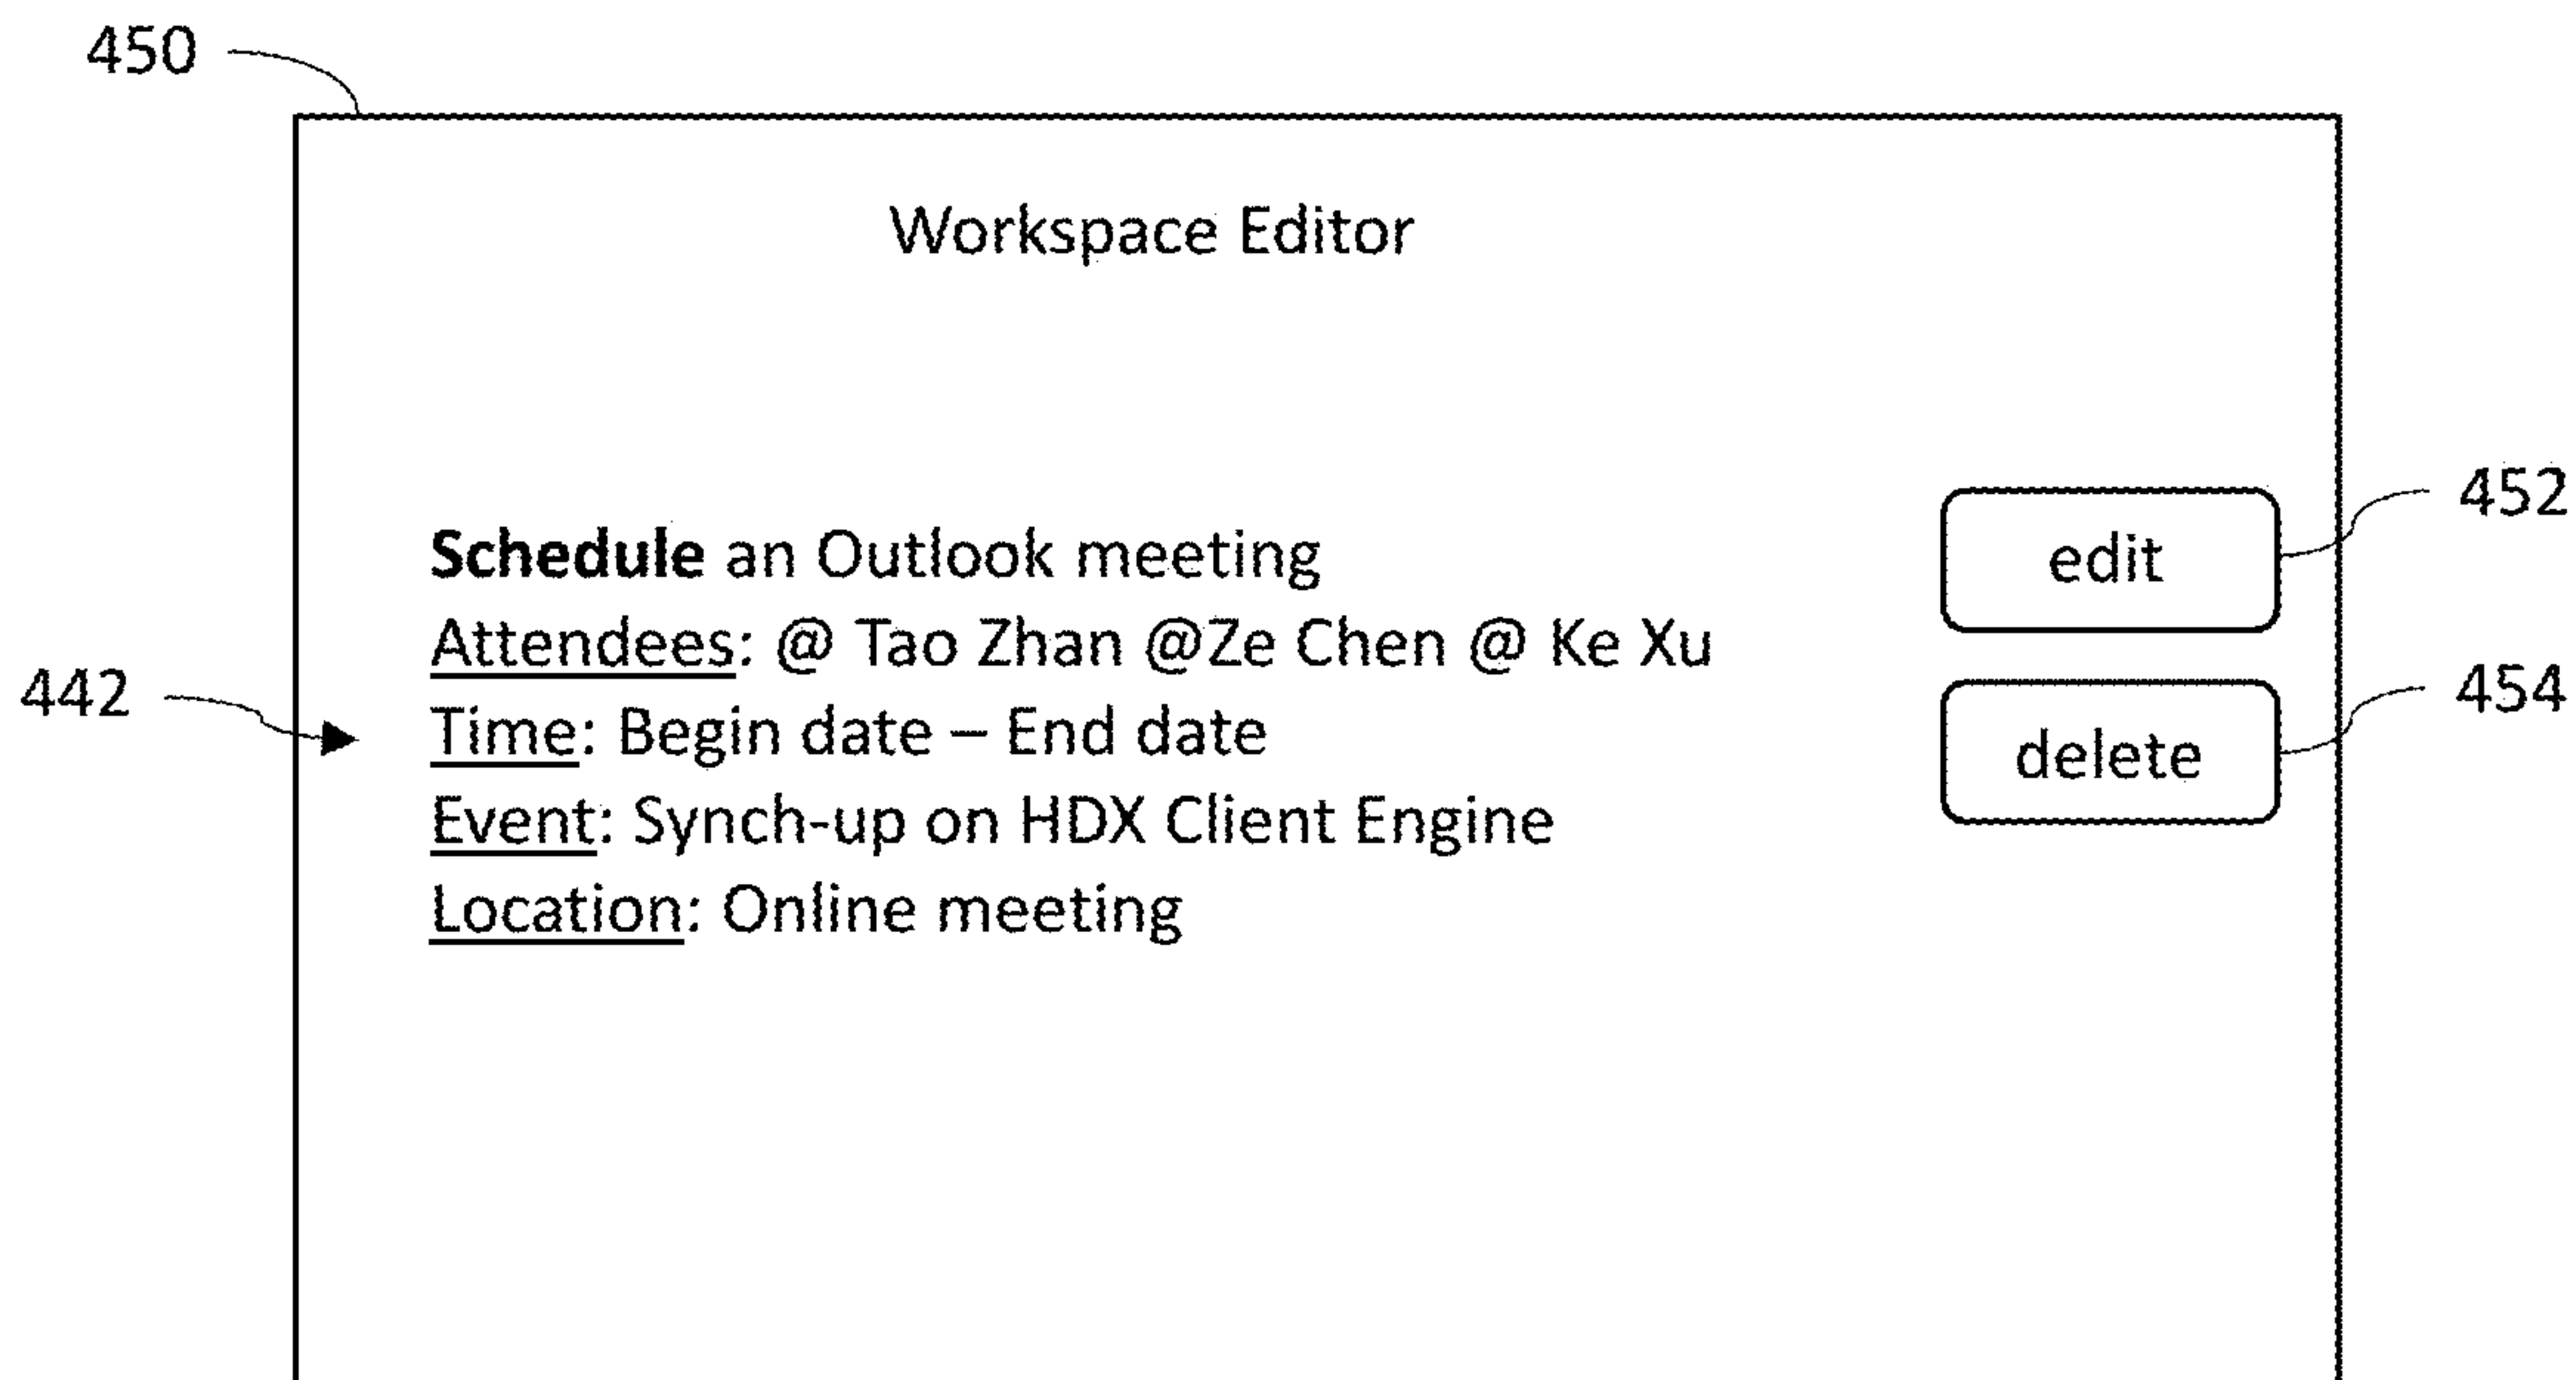 450
Workspace Editor
452
Schedule an Outlook meeting
edit
Attendees: @ Tao Zhan @Ze Chen @ Ke Xu
442
454
Time: Begin date – End date
delete
Event: Synch-up on HDX Client Engine
Location: Online meeting